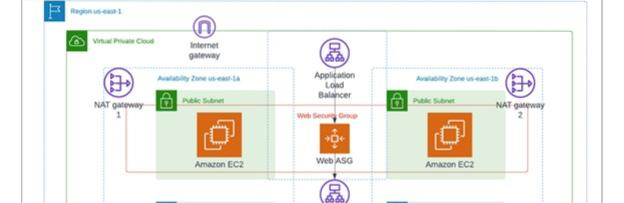 Region us-east-1
Virtual Private Cloud
Internet
gateway
Application
Load
Balancer
Availability Zone us-east-1a
Availability Zone us-east-1b
NAT gateway
1
NAT gateway
2
Public Subnet
Public Subnet
Web Security Group
Amazon EC2
Web ASG
Amazon EC2